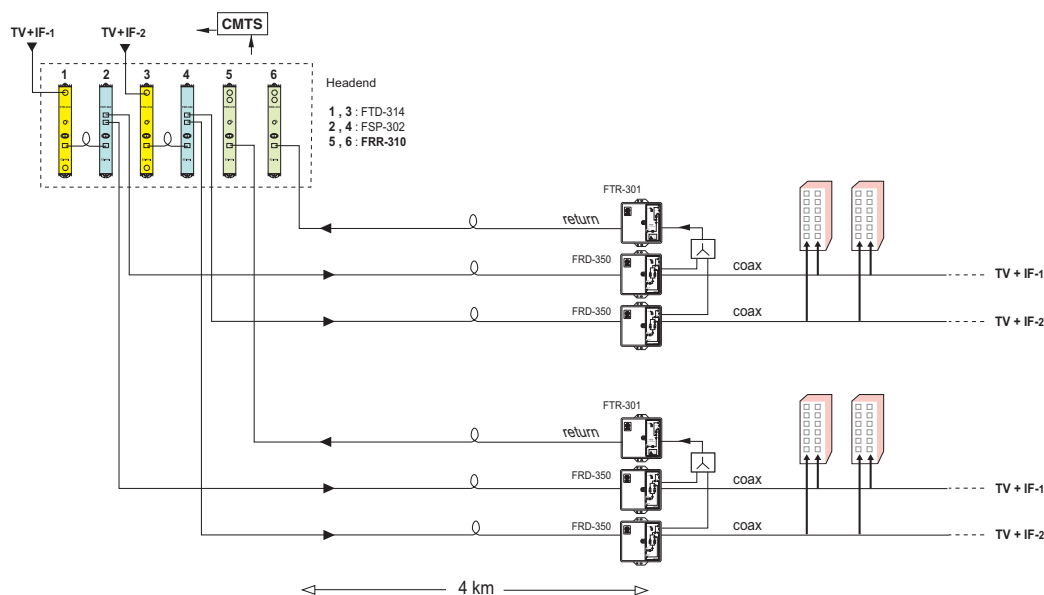 CMTS
TV+IF-1
TV+IF-2
1 2 3 4 5 6
Headend
1 , 3 : FTD-314
2 , 4 : FSP-302
5 , 6 : FRR-310
FTR-301
return
FRD-350
coax
TV + IF-1
FRD-350
coax
TV + IF-2
FTR-301
return
FRD-350
coax
TV + IF-1
FRD-350
coax
TV + IF-2
4 km